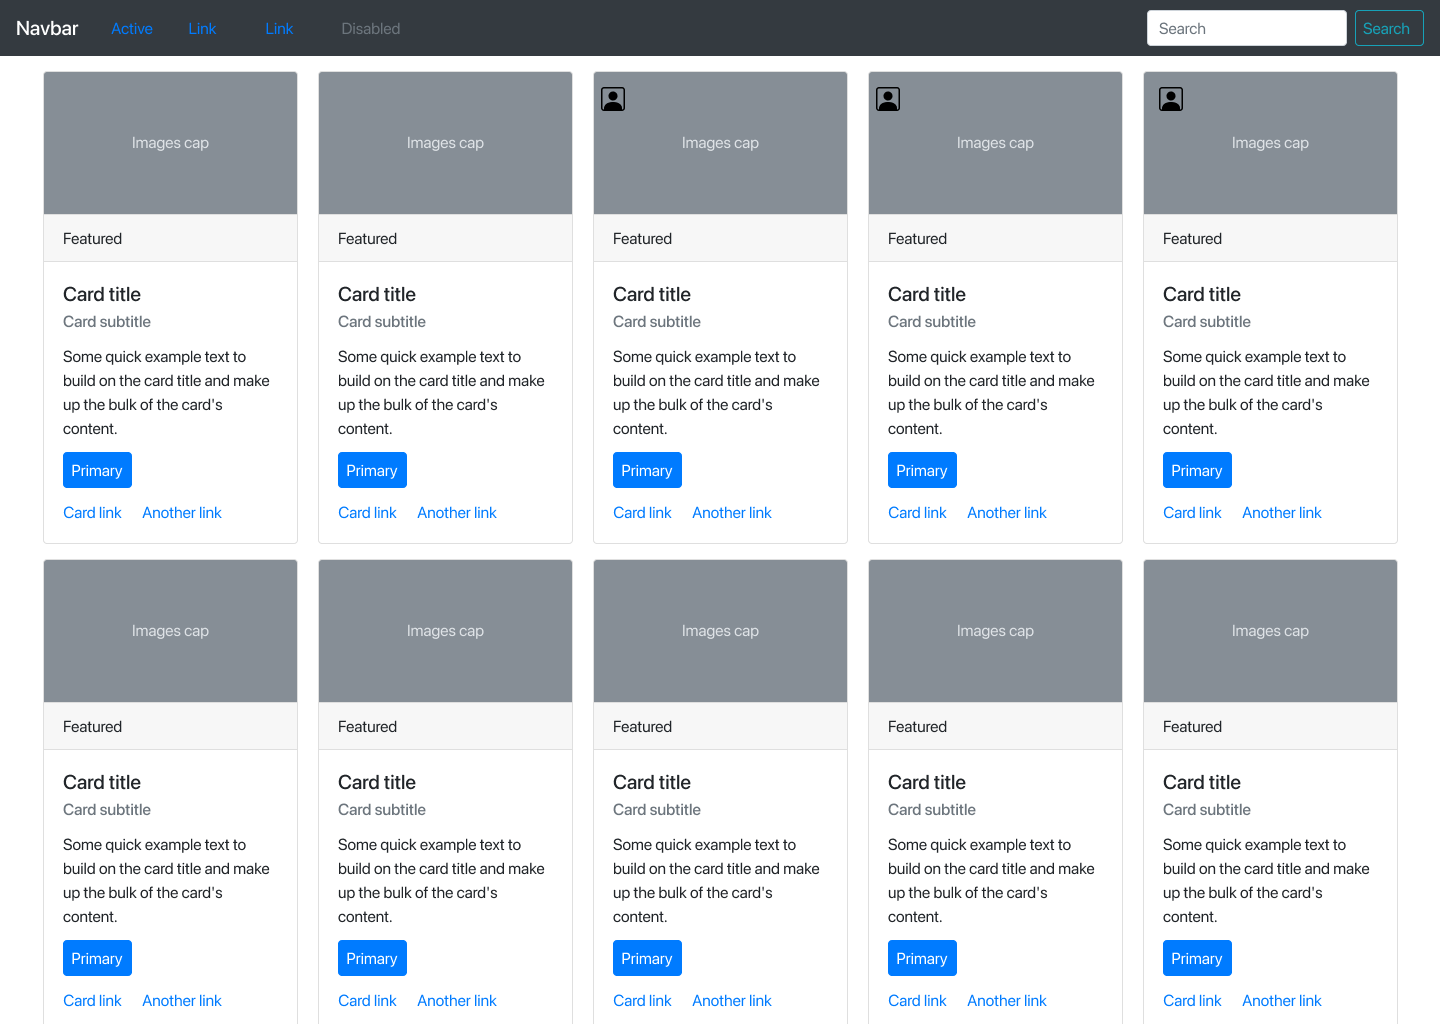 Navbar Active Link Link Disabled Search Search
Images cap Images cap Images cap Images cap Images cap
Featured Featured Featured Featured Featured
Card title Card title Card title Card title Card title
Card subtitle Card subtitle Card subtitle Card subtitle Card subtitle
Some quick example text to Some quick example text to Some quick example text to Some quick example text to Some quick example text to
build on the card title and make build on the card title and make build on the card title and make build on the card title and make build on the card title and make
up the bulk of the card's up the bulk of the card's up the bulk of the card's up the bulk of the card's up the bulk of the card's
content. content. content. content. content.
Primary Primary Primary Primary Primary
Card link Another link Card link Another link Card link Another link Card link Another link Card link Another link
Images cap Images cap Images cap Images cap Images cap
Featured Featured Featured Featured Featured
Card title Card title Card title Card title Card title
Card subtitle Card subtitle Card subtitle Card subtitle Card subtitle
Some quick example text to Some quick example text to Some quick example text to Some quick example text to Some quick example text to
build on the card title and make build on the card title and make build on the card title and make build on the card title and make build on the card title and make
up the bulk of the card's up the bulk of the card's up the bulk of the card's up the bulk of the card's up the bulk of the card's
content. content. content. content. content.
Primary Primary Primary Primary Primary
Card link Another link Card link Another link Card link Another link Card link Another link Card link Another link